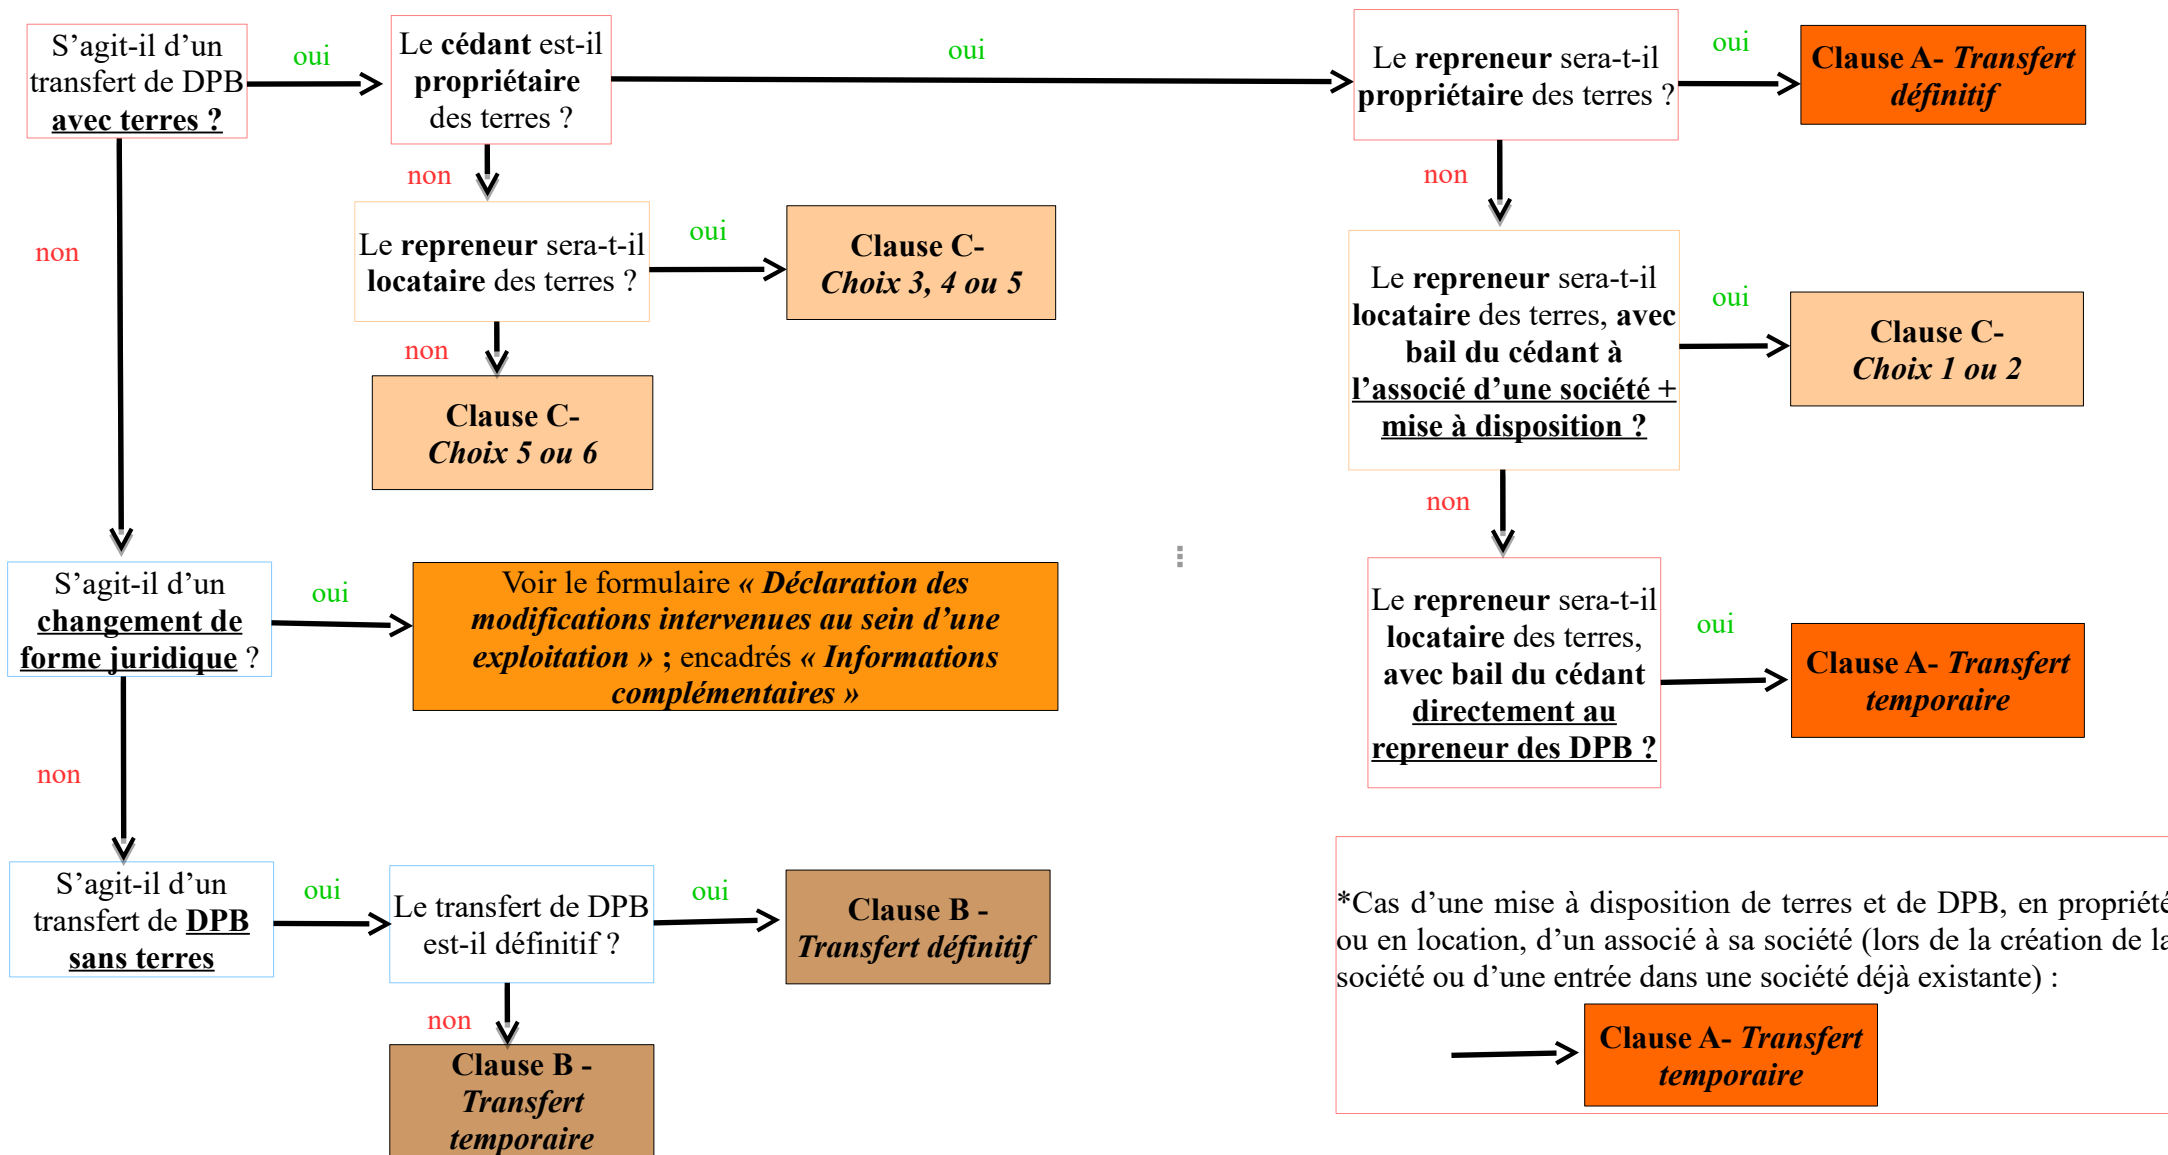 S’agit-il d’un
transfert de DPB
avec terres ?
oui
Le cédant est-il
propriétaire
des terres ?
oui
Le repreneur sera-t-il
propriétaire des terres ?
oui
Clause A- Transfert
définitif
non
non
non
Le repreneur sera-t-il
locataire des terres ?
oui
Clause C-
Choix 3, 4 ou 5
non
Clause C-
Choix 5 ou 6
Le repreneur sera-t-il
locataire des terres, avec
bail du cédant à
l’associé d’une société +
mise à disposition ?
oui
Clause C-
Choix 1 ou 2
non
Le repreneur sera-t-il
locataire des terres,
avec bail du cédant
directement au
repreneur des DPB ?
oui
Clause A- Transfert
temporaire
S’agit-il d’un
changement de
forme juridique ?
oui
Voir le formulaire « Déclaration des
modifications intervenues au sein d’une
exploitation » ; encadrés « Informations
complémentaires »
non
S’agit-il d’un
transfert de DPB
sans terres
oui
Le transfert de DPB
est-il définitif ?
oui
Clause B -
Transfert définitif
non
Clause B -
Transfert
temporaire
*Cas d’une mise à disposition de terres et de DPB, en propriété
ou en location, d’un associé à sa société (lors de la création de la
société ou d’une entrée dans une société déjà existante) :
Clause A- Transfert
temporaire